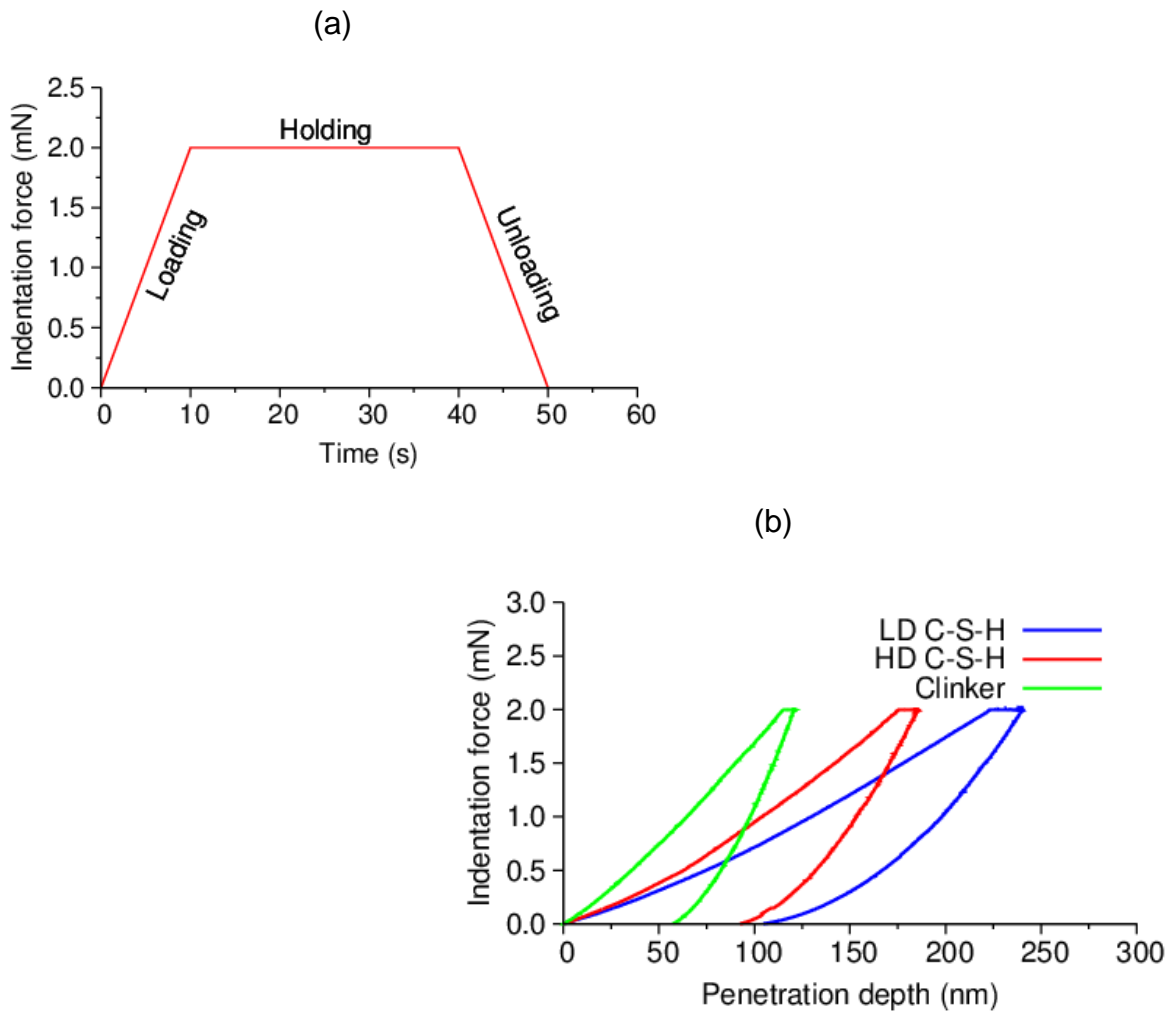 (a)
Indentation force (mN)
2.5
2.0
1.5
1.0
0.5
0.0
Holding
Loading
Unloading
0 10 20 30 40 50 60
Time (s)
(b)
Indentation force (mN)
3.0
2.5
2.0
1.5
1.0
0.5
0.0
LD C-S-H
HD C-S-H
Clinker
0 50 100 150 200 250 300
Penetration depth (nm)